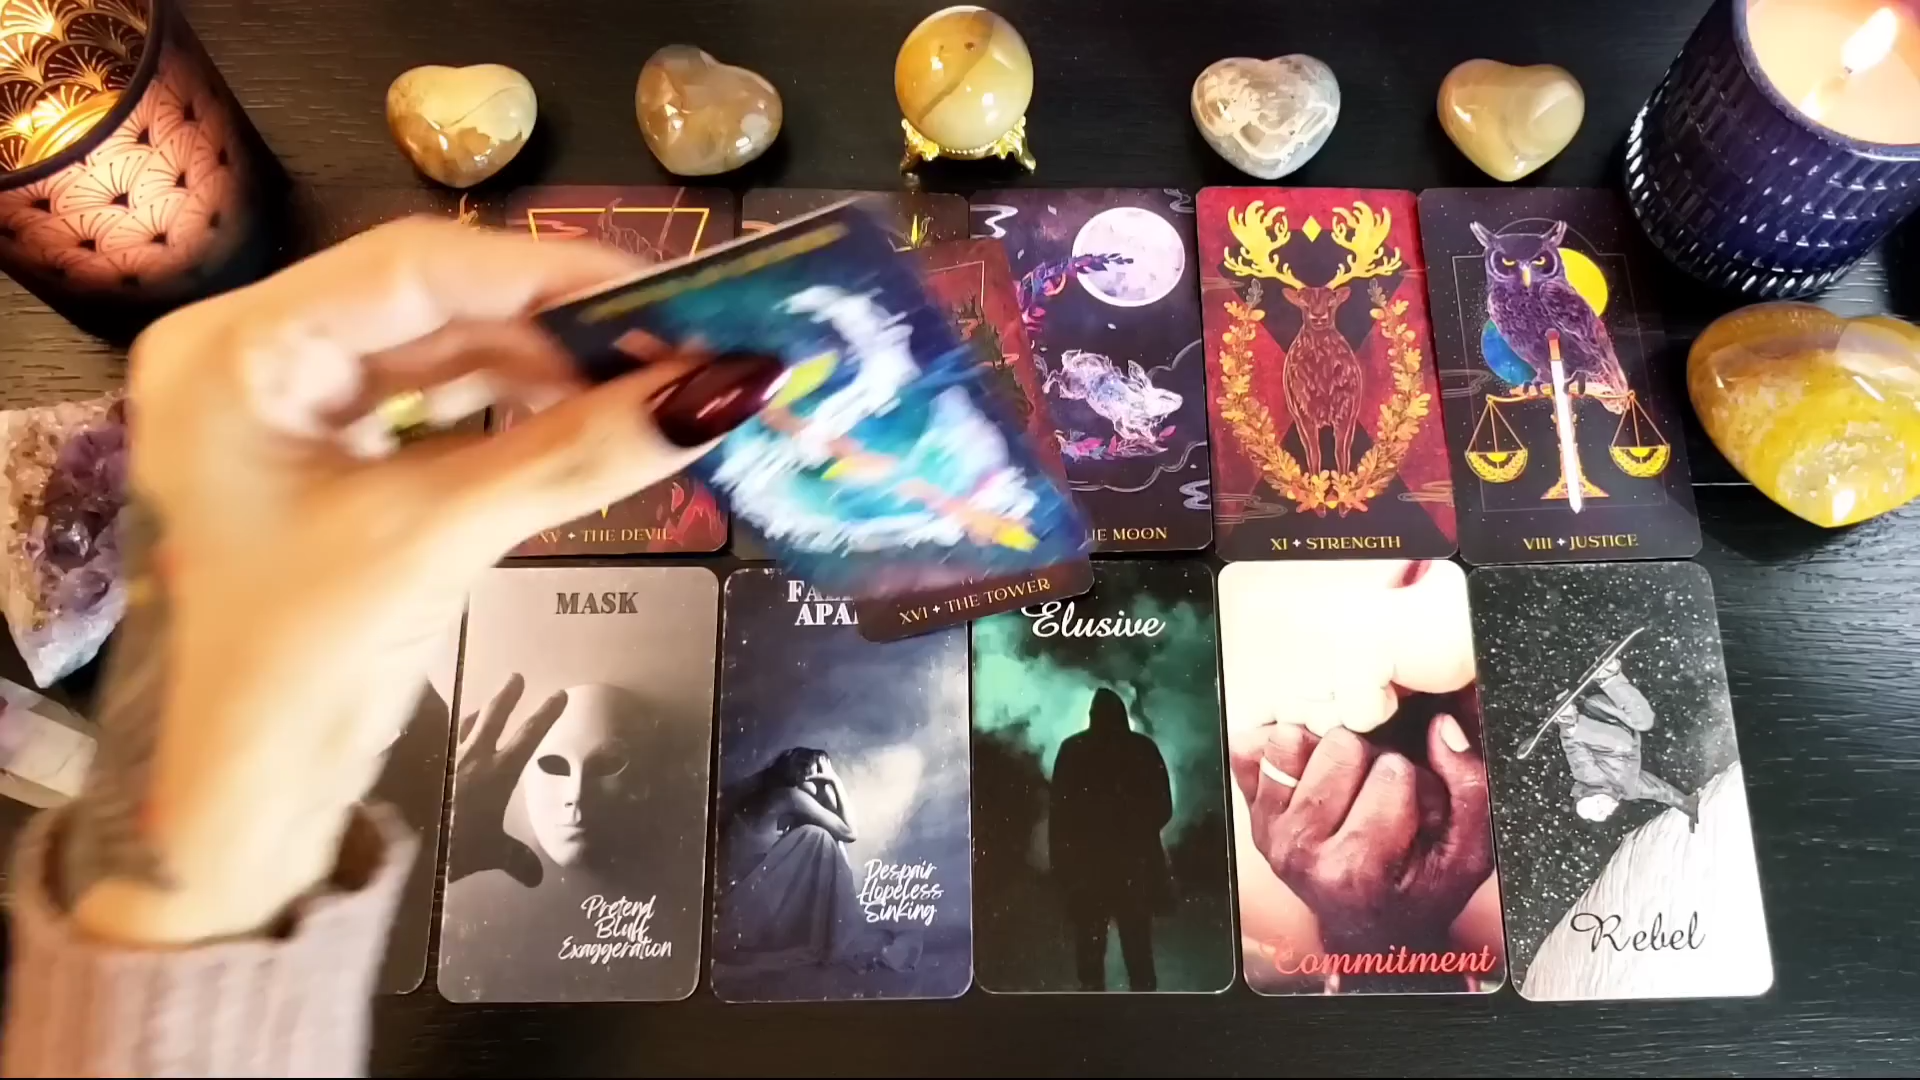 XV ✦ THE DEVIL
MOON
XI ✦ STRENGTH
VIII ✦ JUSTICE
XVI ✦ THE TOWER
MASK
Pretend
Bluff
Exaggeration
APA
Despair
Hopeless
Sinking
Elusive
Commitment
Rebel